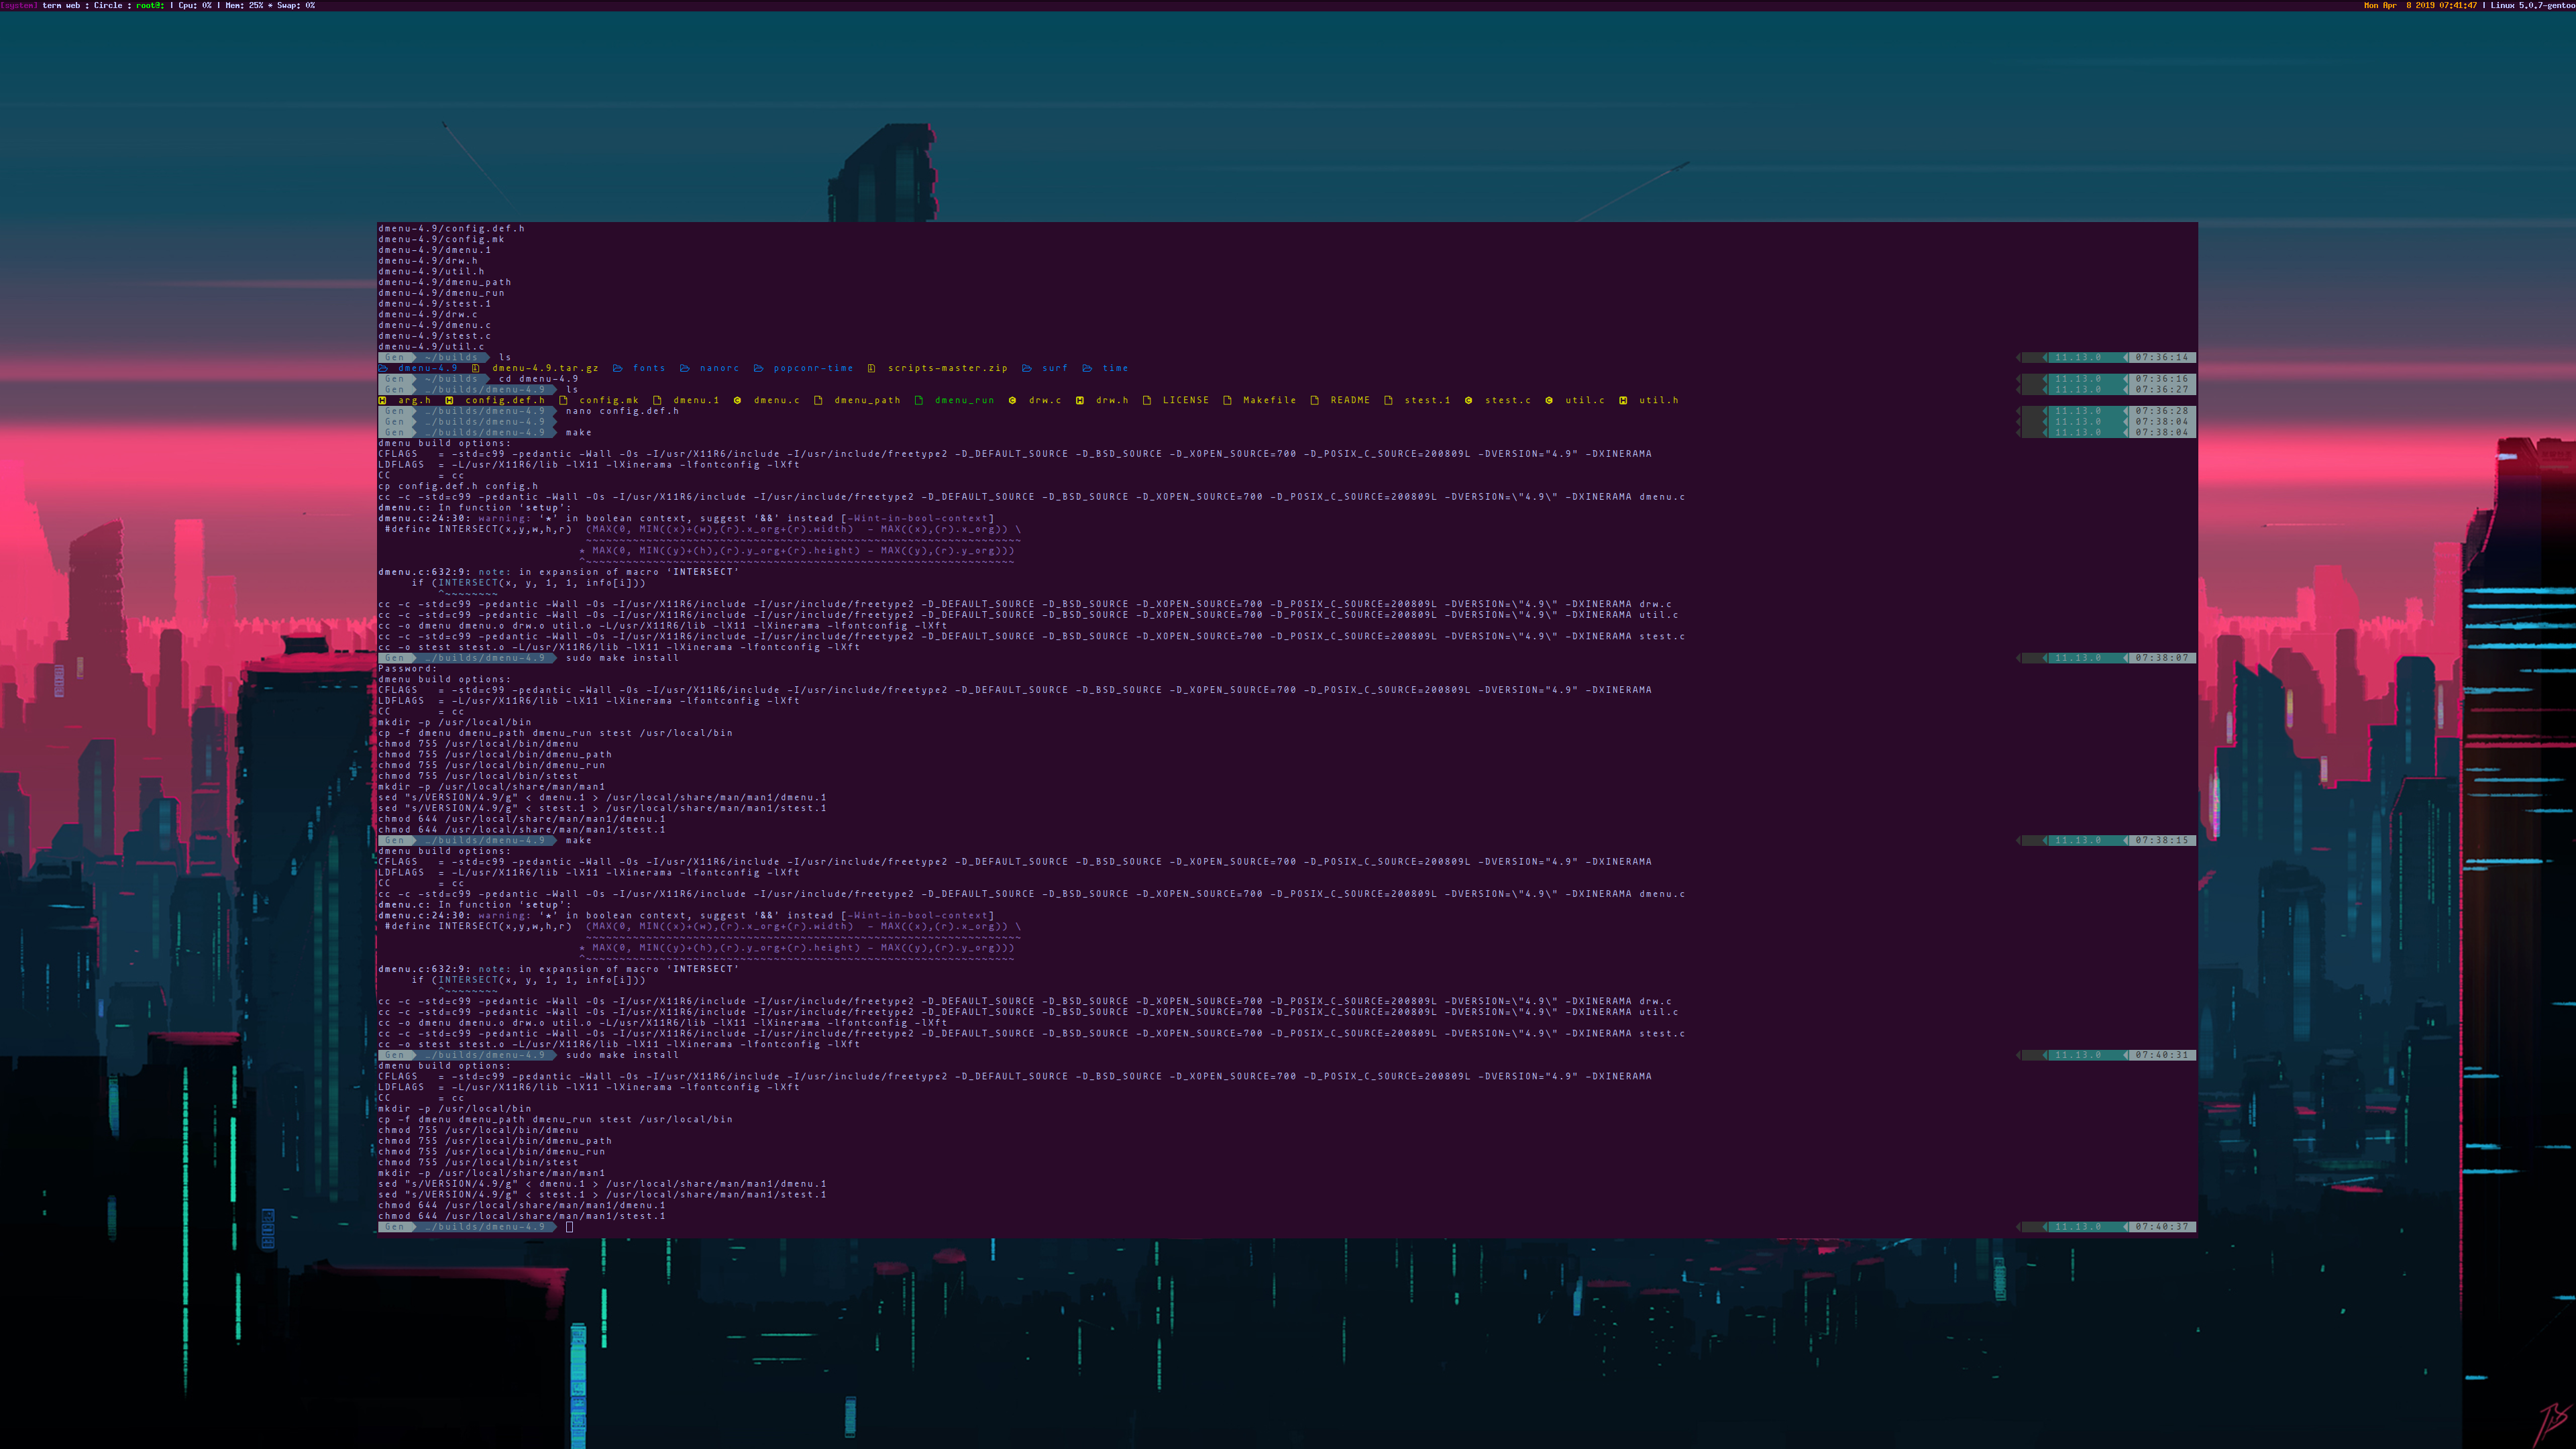 [system] term web : Circle : root@: | Cpu: 0% | Mem: 25% * Swap: 0%
Mon Apr  8 2019 07:41:47 | Linux 5.0.7-gentoo
dmenu-4.9/config.def.h
dmenu-4.9/config.mk
dmenu-4.9/dmenu.1
dmenu-4.9/drw.h
dmenu-4.9/util.h
dmenu-4.9/dmenu_path
dmenu-4.9/dmenu_run
dmenu-4.9/stest.1
dmenu-4.9/drw.c
dmenu-4.9/dmenu.c
dmenu-4.9/stest.c
dmenu-4.9/util.c
Gen ~/builds ls 11.13.0 07:36:14
dmenu-4.9 dmenu-4.9.tar.gz fonts nanorc popconr-time scripts-master.zip surf time
Gen ~/builds cd dmenu-4.9 11.13.0 07:36:16
Gen ./builds/dmenu-4.9 ls 11.13.0 07:36:27
arg.h config.def.h config.mk dmenu.1 dmenu.c dmenu_path dmenu_run drw.c drw.h LICENSE Makefile README stest.1 stest.c util.c util.h
Gen ./builds/dmenu-4.9 nano config.def.h 11.13.0 07:36:28
Gen ./builds/dmenu-4.9 11.13.0 07:38:04
Gen ./builds/dmenu-4.9 make 11.13.0 07:38:04
dmenu build options:
CFLAGS   = -std=c99 -pedantic -Wall -Os -I/usr/X11R6/include -I/usr/include/freetype2 -D_DEFAULT_SOURCE -D_BSD_SOURCE -D_XOPEN_SOURCE=700 -D_POSIX_C_SOURCE=200809L -DVERSION="4.9" -DXINERAMA
LDFLAGS  = -L/usr/X11R6/lib -lX11 -lXinerama -lfontconfig -lXft
CC       = cc
cp config.def.h config.h
cc -c -std=c99 -pedantic -Wall -Os -I/usr/X11R6/include -I/usr/include/freetype2 -D_DEFAULT_SOURCE -D_BSD_SOURCE -D_XOPEN_SOURCE=700 -D_POSIX_C_SOURCE=200809L -DVERSION=\"4.9\" -DXINERAMA dmenu.c
dmenu.c: In function ‘setup’:
dmenu.c:24:30: warning: ‘*’ in boolean context, suggest ‘&&’ instead [-Wint-in-bool-context]
 #define INTERSECT(x,y,w,h,r)  (MAX(0, MIN((x)+(w),(r).x_org+(r).width)  - MAX((x),(r).x_org)) \
                               ~~~~~~~~~~~~~~~~~~~~~~~~~~~~~~~~~~~~~~~~~~~~~~~~~~~~~~~~~~~~~~~~~
                              * MAX(0, MIN((y)+(h),(r).y_org+(r).height) - MAX((y),(r).y_org)))
                              ^~~~~~~~~~~~~~~~~~~~~~~~~~~~~~~~~~~~~~~~~~~~~~~~~~~~~~~~~~~~~~~~~
dmenu.c:632:9: note: in expansion of macro ‘INTERSECT’
     if (INTERSECT(x, y, 1, 1, info[i]))
         ^~~~~~~~~
cc -c -std=c99 -pedantic -Wall -Os -I/usr/X11R6/include -I/usr/include/freetype2 -D_DEFAULT_SOURCE -D_BSD_SOURCE -D_XOPEN_SOURCE=700 -D_POSIX_C_SOURCE=200809L -DVERSION=\"4.9\" -DXINERAMA drw.c
cc -c -std=c99 -pedantic -Wall -Os -I/usr/X11R6/include -I/usr/include/freetype2 -D_DEFAULT_SOURCE -D_BSD_SOURCE -D_XOPEN_SOURCE=700 -D_POSIX_C_SOURCE=200809L -DVERSION=\"4.9\" -DXINERAMA util.c
cc -o dmenu dmenu.o drw.o util.o -L/usr/X11R6/lib -lX11 -lXinerama -lfontconfig -lXft
cc -c -std=c99 -pedantic -Wall -Os -I/usr/X11R6/include -I/usr/include/freetype2 -D_DEFAULT_SOURCE -D_BSD_SOURCE -D_XOPEN_SOURCE=700 -D_POSIX_C_SOURCE=200809L -DVERSION=\"4.9\" -DXINERAMA stest.c
cc -o stest stest.o -L/usr/X11R6/lib -lX11 -lXinerama -lfontconfig -lXft
Gen ./builds/dmenu-4.9 sudo make install 11.13.0 07:38:07
Password:
dmenu build options:
CFLAGS   = -std=c99 -pedantic -Wall -Os -I/usr/X11R6/include -I/usr/include/freetype2 -D_DEFAULT_SOURCE -D_BSD_SOURCE -D_XOPEN_SOURCE=700 -D_POSIX_C_SOURCE=200809L -DVERSION="4.9" -DXINERAMA
LDFLAGS  = -L/usr/X11R6/lib -lX11 -lXinerama -lfontconfig -lXft
CC       = cc
mkdir -p /usr/local/bin
cp -f dmenu dmenu_path dmenu_run stest /usr/local/bin
chmod 755 /usr/local/bin/dmenu
chmod 755 /usr/local/bin/dmenu_path
chmod 755 /usr/local/bin/dmenu_run
chmod 755 /usr/local/bin/stest
mkdir -p /usr/local/share/man/man1
sed "s/VERSION/4.9/g" < dmenu.1 > /usr/local/share/man/man1/dmenu.1
sed "s/VERSION/4.9/g" < stest.1 > /usr/local/share/man/man1/stest.1
chmod 644 /usr/local/share/man/man1/dmenu.1
chmod 644 /usr/local/share/man/man1/stest.1
Gen ./builds/dmenu-4.9 make 11.13.0 07:38:15
dmenu build options:
CFLAGS   = -std=c99 -pedantic -Wall -Os -I/usr/X11R6/include -I/usr/include/freetype2 -D_DEFAULT_SOURCE -D_BSD_SOURCE -D_XOPEN_SOURCE=700 -D_POSIX_C_SOURCE=200809L -DVERSION="4.9" -DXINERAMA
LDFLAGS  = -L/usr/X11R6/lib -lX11 -lXinerama -lfontconfig -lXft
CC       = cc
cc -c -std=c99 -pedantic -Wall -Os -I/usr/X11R6/include -I/usr/include/freetype2 -D_DEFAULT_SOURCE -D_BSD_SOURCE -D_XOPEN_SOURCE=700 -D_POSIX_C_SOURCE=200809L -DVERSION=\"4.9\" -DXINERAMA dmenu.c
dmenu.c: In function ‘setup’:
dmenu.c:24:30: warning: ‘*’ in boolean context, suggest ‘&&’ instead [-Wint-in-bool-context]
 #define INTERSECT(x,y,w,h,r)  (MAX(0, MIN((x)+(w),(r).x_org+(r).width)  - MAX((x),(r).x_org)) \
                               ~~~~~~~~~~~~~~~~~~~~~~~~~~~~~~~~~~~~~~~~~~~~~~~~~~~~~~~~~~~~~~~~~
                              * MAX(0, MIN((y)+(h),(r).y_org+(r).height) - MAX((y),(r).y_org)))
                              ^~~~~~~~~~~~~~~~~~~~~~~~~~~~~~~~~~~~~~~~~~~~~~~~~~~~~~~~~~~~~~~~~
dmenu.c:632:9: note: in expansion of macro ‘INTERSECT’
     if (INTERSECT(x, y, 1, 1, info[i]))
         ^~~~~~~~~
cc -c -std=c99 -pedantic -Wall -Os -I/usr/X11R6/include -I/usr/include/freetype2 -D_DEFAULT_SOURCE -D_BSD_SOURCE -D_XOPEN_SOURCE=700 -D_POSIX_C_SOURCE=200809L -DVERSION=\"4.9\" -DXINERAMA drw.c
cc -c -std=c99 -pedantic -Wall -Os -I/usr/X11R6/include -I/usr/include/freetype2 -D_DEFAULT_SOURCE -D_BSD_SOURCE -D_XOPEN_SOURCE=700 -D_POSIX_C_SOURCE=200809L -DVERSION=\"4.9\" -DXINERAMA util.c
cc -o dmenu dmenu.o drw.o util.o -L/usr/X11R6/lib -lX11 -lXinerama -lfontconfig -lXft
cc -c -std=c99 -pedantic -Wall -Os -I/usr/X11R6/include -I/usr/include/freetype2 -D_DEFAULT_SOURCE -D_BSD_SOURCE -D_XOPEN_SOURCE=700 -D_POSIX_C_SOURCE=200809L -DVERSION=\"4.9\" -DXINERAMA stest.c
cc -o stest stest.o -L/usr/X11R6/lib -lX11 -lXinerama -lfontconfig -lXft
Gen ./builds/dmenu-4.9 sudo make install 11.13.0 07:40:31
dmenu build options:
CFLAGS   = -std=c99 -pedantic -Wall -Os -I/usr/X11R6/include -I/usr/include/freetype2 -D_DEFAULT_SOURCE -D_BSD_SOURCE -D_XOPEN_SOURCE=700 -D_POSIX_C_SOURCE=200809L -DVERSION="4.9" -DXINERAMA
LDFLAGS  = -L/usr/X11R6/lib -lX11 -lXinerama -lfontconfig -lXft
CC       = cc
mkdir -p /usr/local/bin
cp -f dmenu dmenu_path dmenu_run stest /usr/local/bin
chmod 755 /usr/local/bin/dmenu
chmod 755 /usr/local/bin/dmenu_path
chmod 755 /usr/local/bin/dmenu_run
chmod 755 /usr/local/bin/stest
mkdir -p /usr/local/share/man/man1
sed "s/VERSION/4.9/g" < dmenu.1 > /usr/local/share/man/man1/dmenu.1
sed "s/VERSION/4.9/g" < stest.1 > /usr/local/share/man/man1/stest.1
chmod 644 /usr/local/share/man/man1/dmenu.1
chmod 644 /usr/local/share/man/man1/stest.1
Gen ./builds/dmenu-4.9 11.13.0 07:40:37